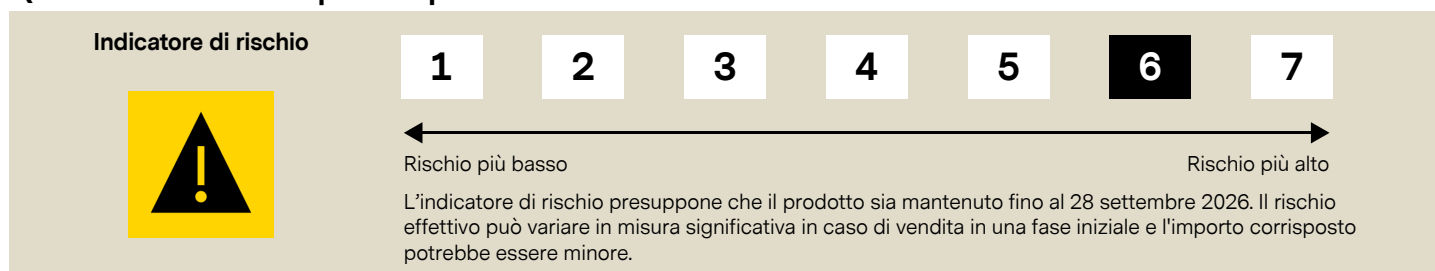 Indicatore di rischio
1 2 3 4 5 6 7
Rischio più basso
Rischio più alto
L'indicatore di rischio presuppone che il prodotto sia mantenuto fino al 28 settembre 2026. Il rischio
effettivo può variare in misura significativa in caso di vendita in una fase iniziale e l'importo corrisposto
potrebbe essere minore.